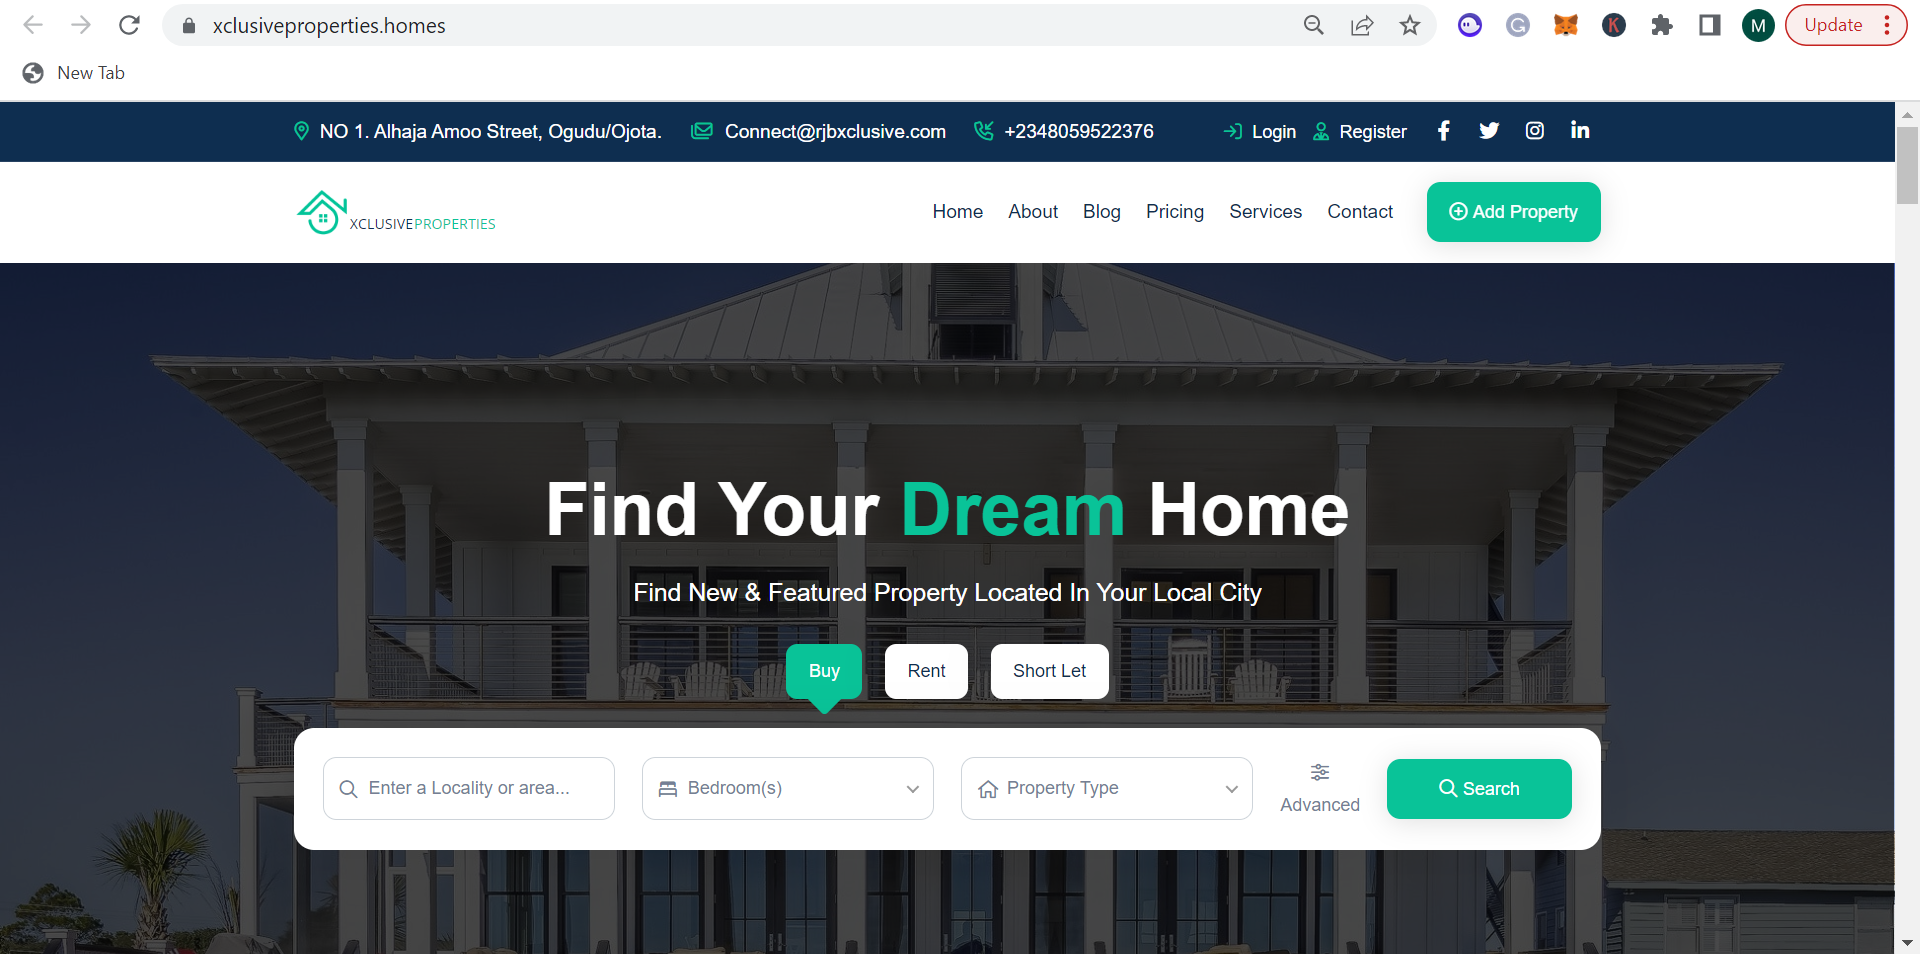 xclusiveproperties.homes
G
K
M
Update
New Tab
NO 1. Alhaja Amoo Street, Ogudu/Ojota.
Connect@rjbxclusive.com
+2348059522376
Login
Register
XCLUSIVEPROPERTIES
Home
About
Blog
Pricing
Services
Contact
Add Property
Find Your Dream Home
Find New & Featured Property Located In Your Local City
Buy
Rent
Short Let
Enter a Locality or area...
Bedroom(s)
Property Type
Advanced
Search